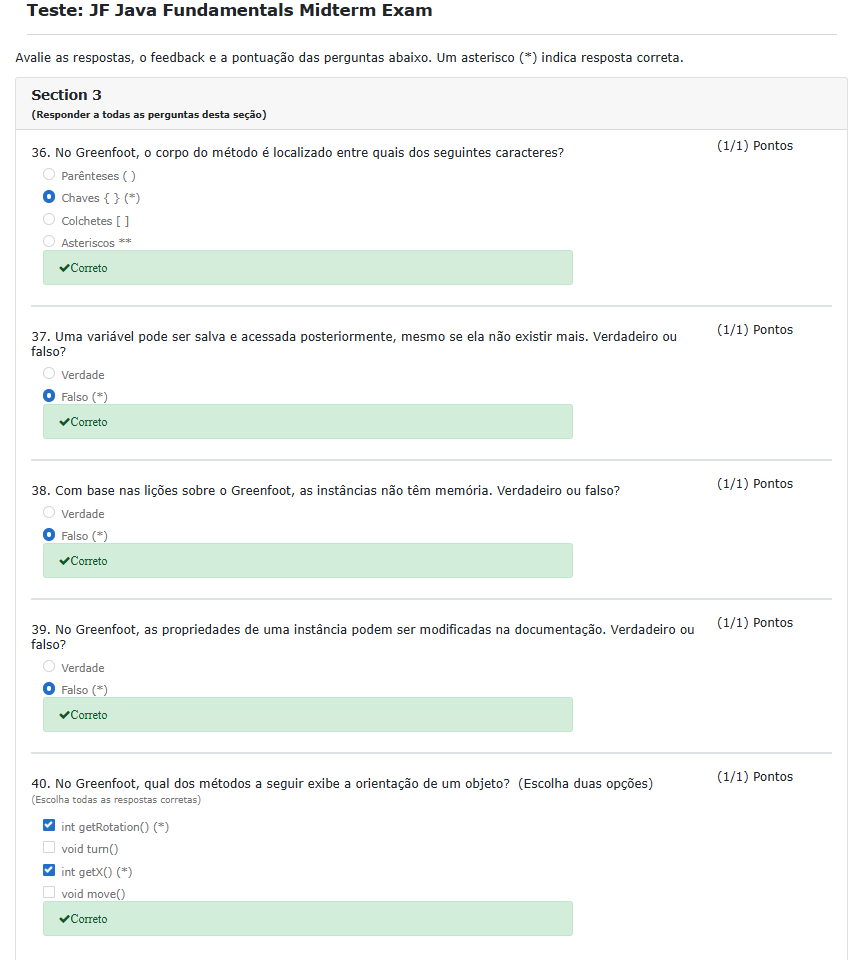 Teste: JF Java Fundamentals Midterm Exam
Avalie as respostas, o feedback e a pontuação das perguntas abaixo. Um asterisco (*) indica resposta correta.
Section 3
(Responder a todas as perguntas desta seção)
36. No Greenfoot, o corpo do método é localizado entre quais dos seguintes caracteres?
(1/1) Pontos
Parênteses ( )
Chaves { } (*)
Colchetes [ ]
Asteriscos **
Correto
37. Uma variável pode ser salva e acessada posteriormente, mesmo se ela não existir mais. Verdadeiro ou
falso?
(1/1) Pontos
Verdade
Falso (*)
Correto
38. Com base nas lições sobre o Greenfoot, as instâncias não têm memória. Verdadeiro ou falso?
(1/1) Pontos
Verdade
Falso (*)
Correto
39. No Greenfoot, as propriedades de uma instância podem ser modificadas na documentação. Verdadeiro ou
falso?
(1/1) Pontos
Verdade
Falso (*)
Correto
40. No Greenfoot, qual dos métodos a seguir exibe a orientação de um objeto? (Escolha duas opções)
(1/1) Pontos
(Escolha todas as respostas corretas)
int getRotation() (*)
void turn()
int getX() (*)
void move()
Correto